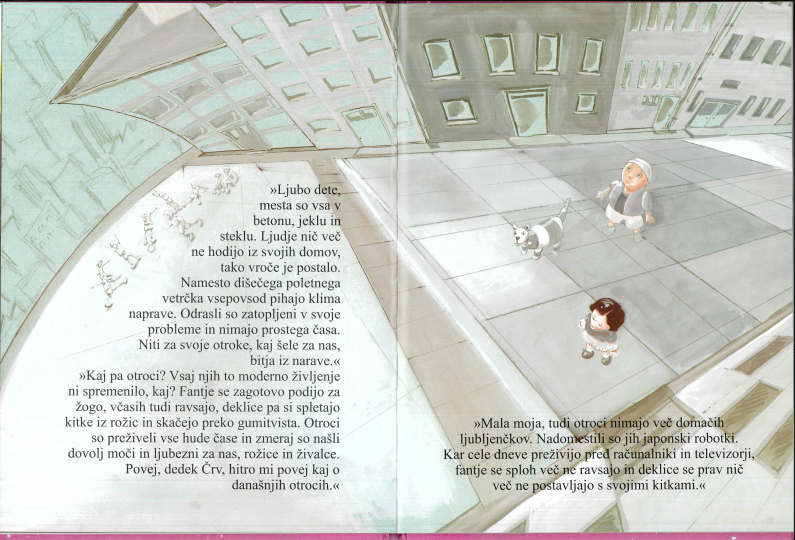 »Ljubo dete,
mesta so vsa v
betonu, jeklu in
steklu. Ljudje nič več
ne hodijo iz svojih domov,
tako vroče je postalo.
Namesto dišečega poletnega
vetrčka vsepovsod pihajo klima
naprave. Odrasli so zatopljeni v svoje
probleme in nimajo prostega časa.
Niti za svoje otroke, kaj šele za nas,
bitja iz narave.«
»Kaj pa otroci? Vsaj njih to moderno življenje
ni spremenilo, kaj? Fantje se zagotovo podijo za
žogo, včasih tudi ravsajo, deklice pa si spletajo
kitke iz rožic in skačejo preko gumitvista. Otroci
so preživeli vse hude čase in zmeraj so našli
dovolj moči in ljubezni za nas, rožice in živalce.
Povej, dedek Črv, hitro mi povej kaj o
današnjih otrocih.«
»Mala moja, tudi otroci nimajo več domačih
ljubljenčkov. Nadomestili so jih japonski robotki.
Kar cele dneve preživijo pred računalniki in televizorji,
fantje se sploh več ne ravsajo in deklice se prav nič
več ne postavljajo s svojimi kitkami.«